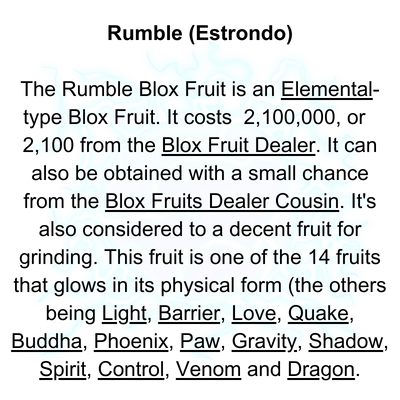 Rumble (Estrondo)
The Rumble Blox Fruit is an Elemental-
type Blox Fruit. It costs 2,100,000, or
2,100 from the Blox Fruit Dealer. It can
also be obtained with a small chance
from the Blox Fruits Dealer Cousin. It's
also considered to a decent fruit for
grinding. This fruit is one of the 14 fruits
that glows in its physical form (the others
being Light, Barrier, Love, Quake,
Buddha, Phoenix, Paw, Gravity, Shadow,
Spirit, Control, Venom and Dragon.